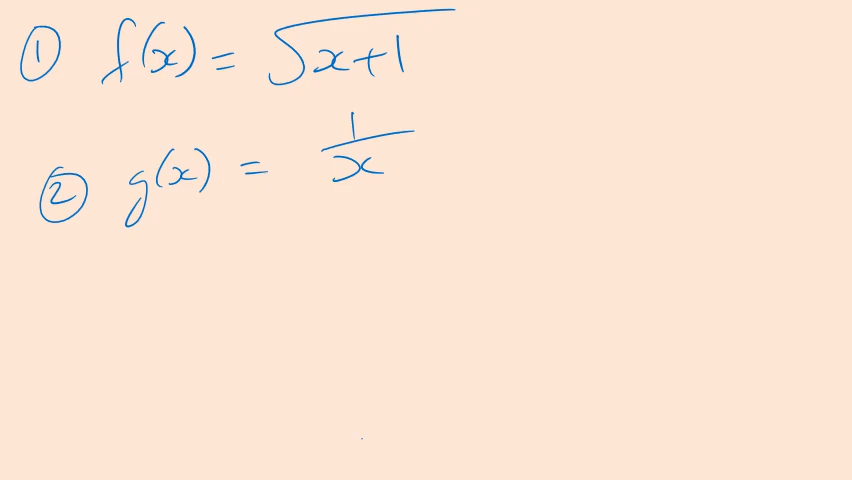 ① f(x) = √(x+1)
② g(x) = 1/x